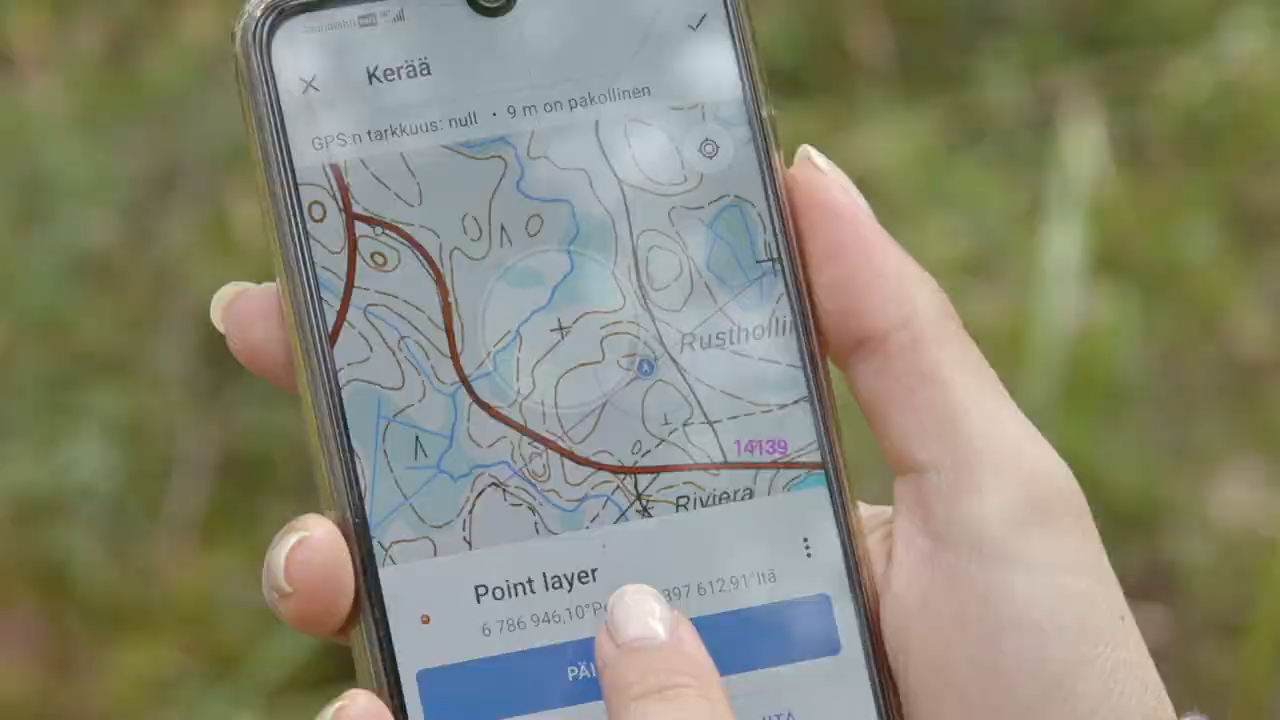 Kerää
GPS:n tarkkuus: null • 9 m on pakollinen
Rustholli
14139
Riviera
Point layer
6 786 946,10°P 397 612,91°Itä
PÄI